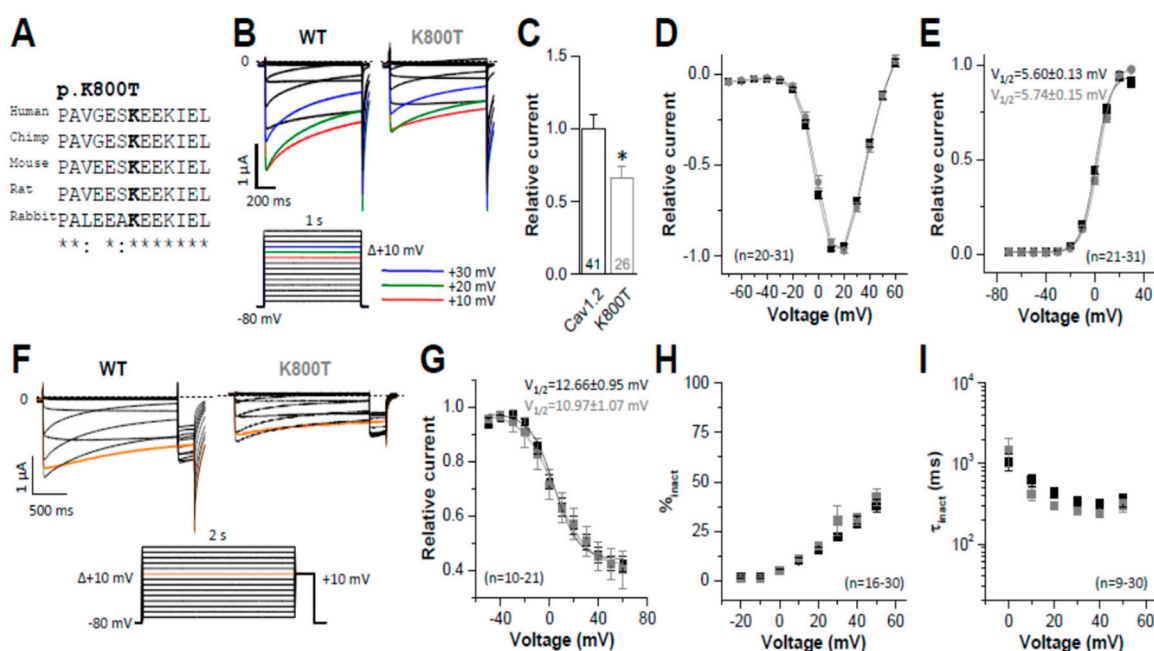 A
p.K800T
Human PAVGESKEEKIEL
Chimp PAVGESKEEKIEL
Mouse PAVEESKEEKIEL
Rat PAVEESKEEKIEL
Rabbit PALEEAKEEKIEL
**: *:*******
B
WT
K800T
0
1 µA
200 ms
1 s
Δ+10 mV
-80 mV
+30 mV
+20 mV
+10 mV
C
Relative current
1.5
1.0
0.5
0.0
41
26
*
Cav1.2
K800T
D
Relative current
0.0
-0.5
-1.0
(n=20-31)
-60 -40 -20 0 20 40 60
Voltage (mV)
E
V1/2=5.60±0.13 mV
V1/2=5.74±0.15 mV
Relative current
1.0
0.5
0.0
(n=21-31)
-80 -40 0 40
Voltage (mV)
F
WT
K800T
0
1 µA
500 ms
2 s
Δ+10 mV
+10 mV
-80 mV
G
V1/2=12.66±0.95 mV
V1/2=10.97±1.07 mV
Relative current
1.0
0.8
0.6
0.4
(n=10-21)
-40 0 40 80
Voltage (mV)
H
%inact
100
75
50
25
0
(n=16-30)
-20 0 20 40 60
Voltage (mV)
I
τinact (ms)
10⁴
10³
10²
(n=9-30)
0 20 40 60
Voltage (mV)